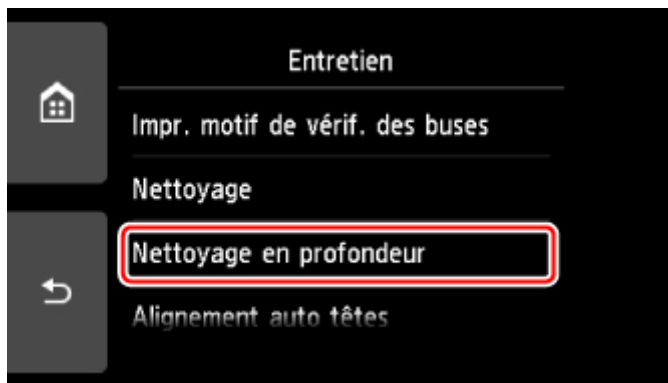 Entretien
Impr. motif de vérif. des buses
Nettoyage
Nettoyage en profondeur
Alignement auto têtes